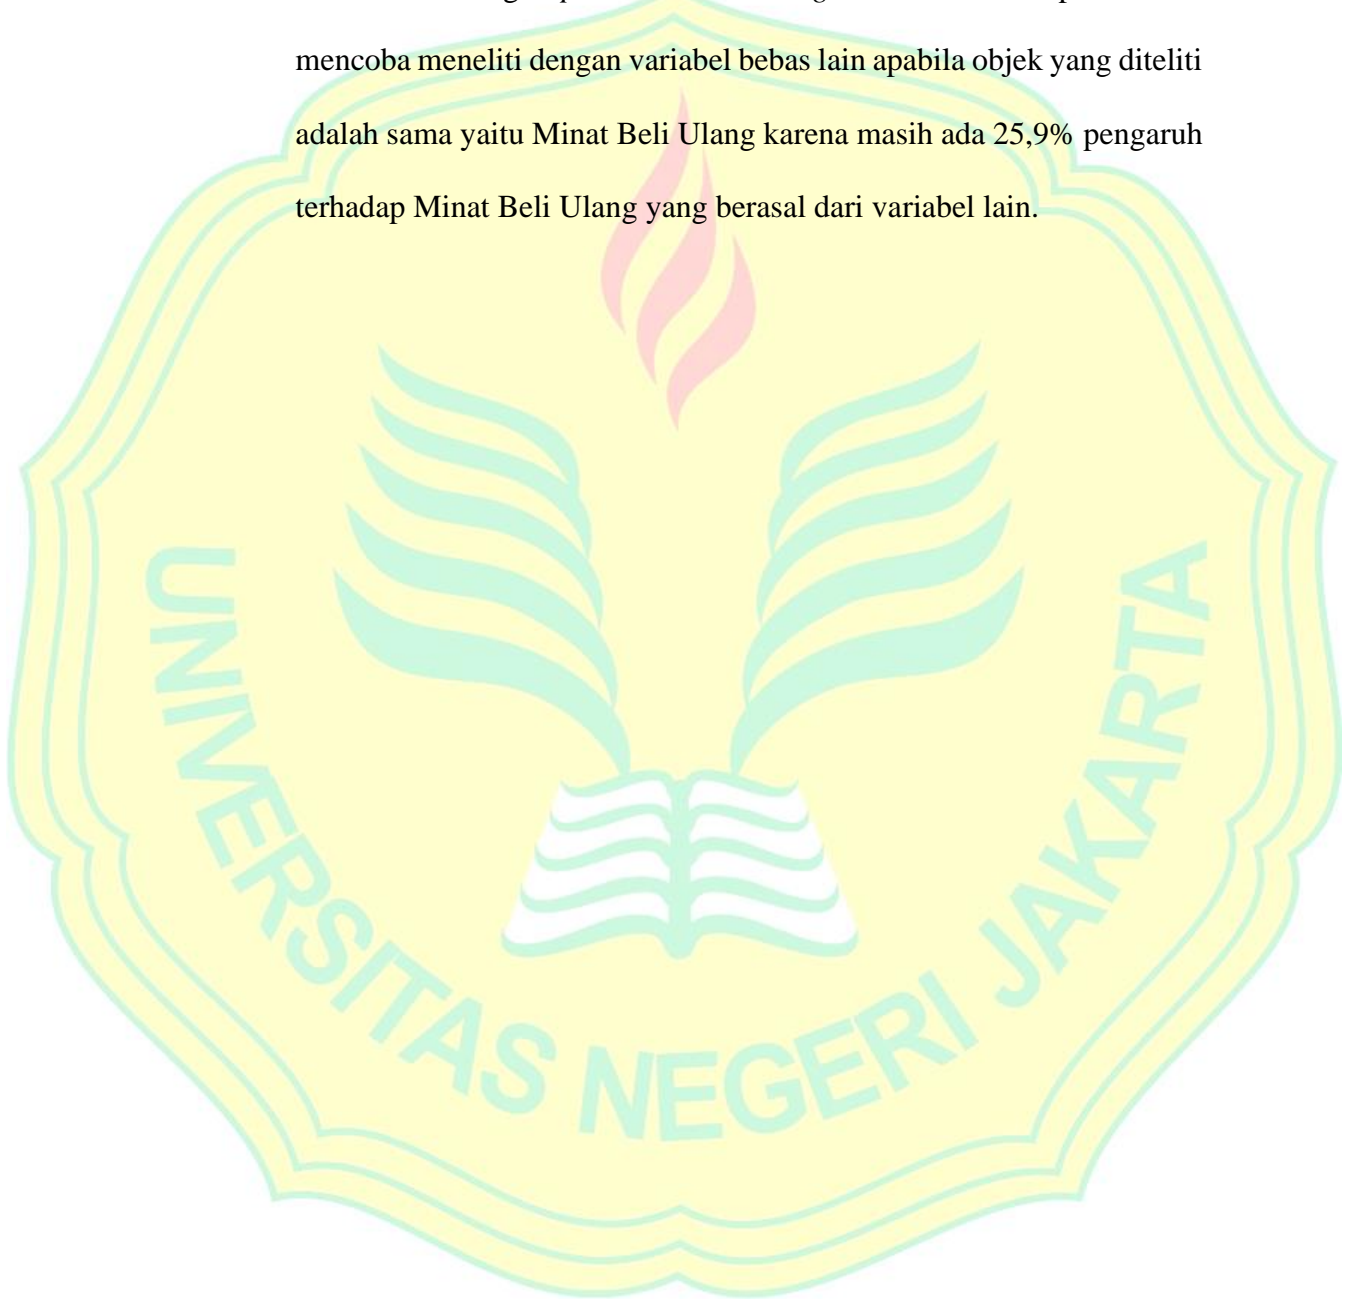 mencoba meneliti dengan variabel bebas lain apabila objek yang diteliti
adalah sama yaitu Minat Beli Ulang karena masih ada 25,9% pengaruh
terhadap Minat Beli Ulang yang berasal dari variabel lain.
UNIVERSITAS NEGERI JAKARTA